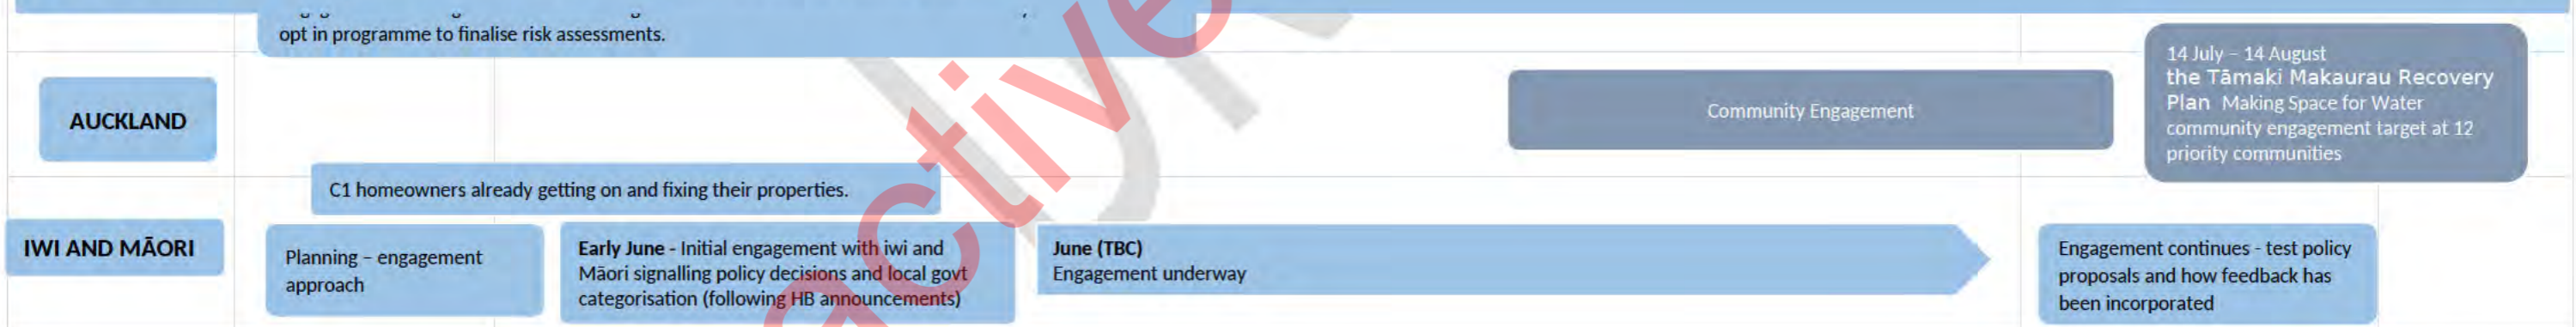 opt in programme to finalise risk assessments.
14 July – 14 August
the Tāmaki Makaurau Recovery
Plan Making Space for Water
community engagement target at 12
priority communities
AUCKLAND
Community Engagement
C1 homeowners already getting on and fixing their properties.
IWI AND MĀORI
Planning – engagement
approach
Early June - Initial engagement with iwi and
Māori signalling policy decisions and local govt
categorisation (following HB announcements)
June (TBC)
Engagement underway
Engagement continues - test policy
proposals and how feedback has
been incorporated
active